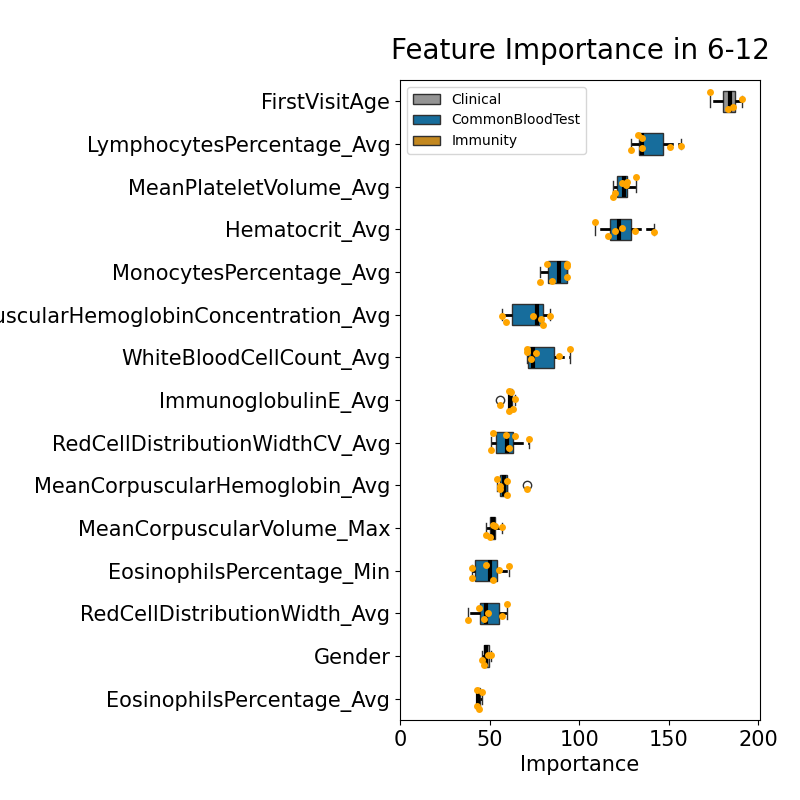 Feature Importance in 6-12
FirstVisitAge
LymphocytesPercentage_Avg
MeanPlateletVolume_Avg
Hematocrit_Avg
MonocytesPercentage_Avg
uscularHemoglobinConcentration_Avg
WhiteBloodCellCount_Avg
ImmunoglobulinE_Avg
RedCellDistributionWidthCV_Avg
MeanCorpuscularHemoglobin_Avg
MeanCorpuscularVolume_Max
EosinophilsPercentage_Min
RedCellDistributionWidth_Avg
Gender
EosinophilsPercentage_Avg
Clinical
CommonBloodTest
Immunity
0 50 100 150 200
Importance